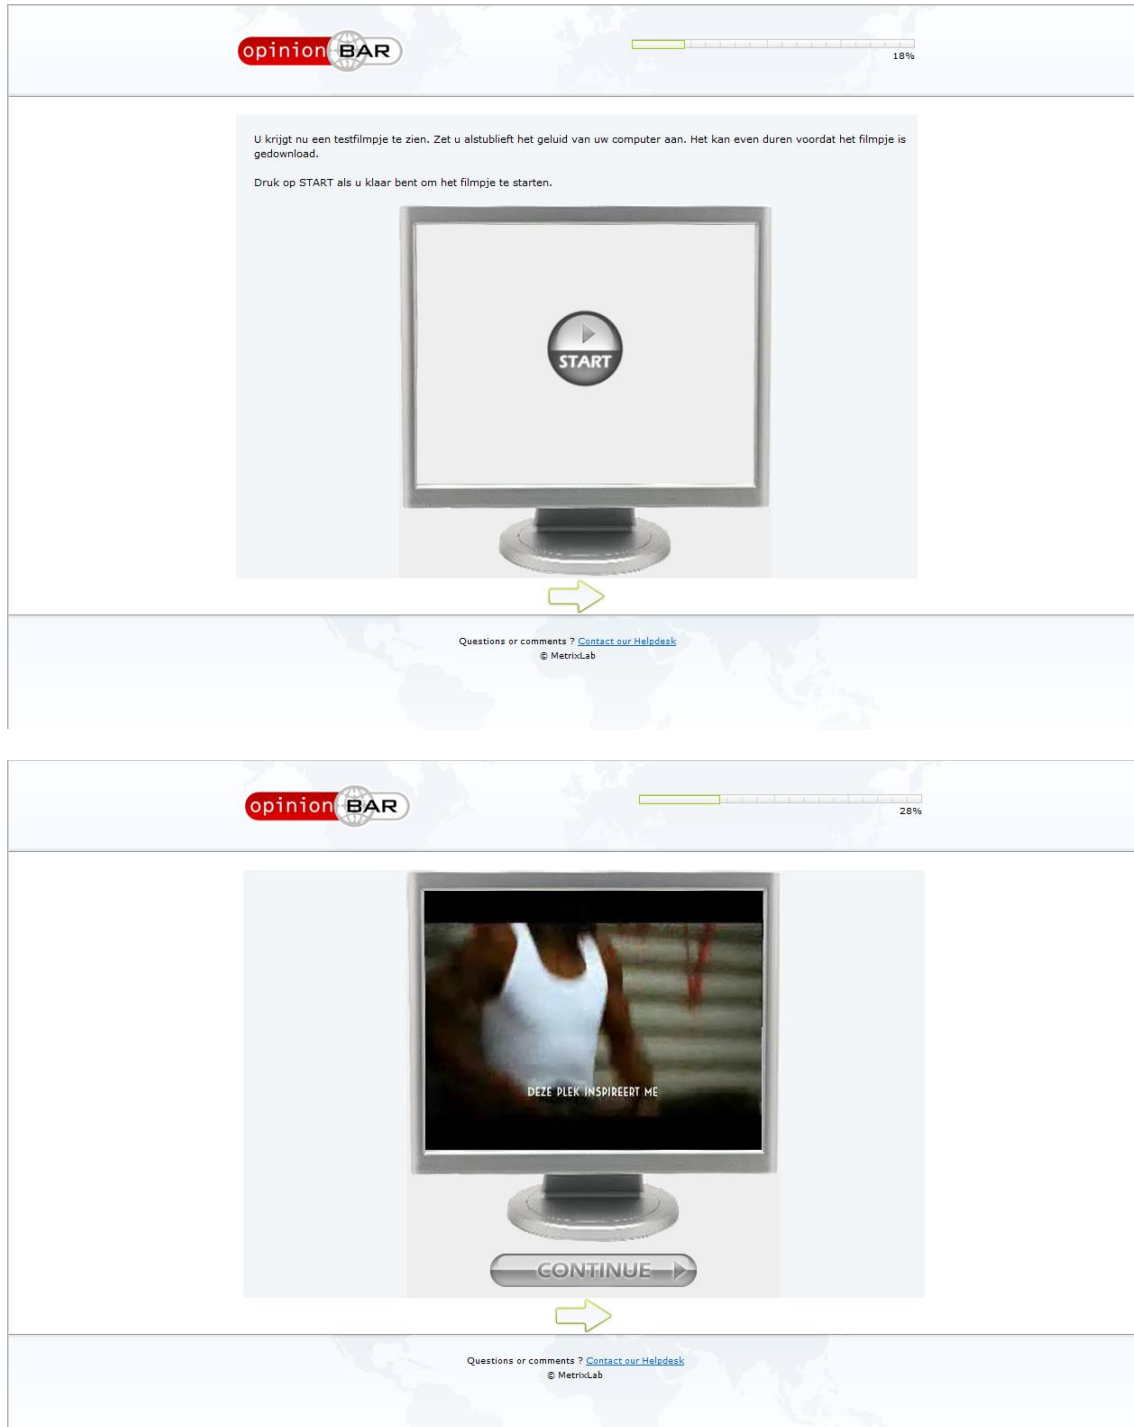 opinion BAR
18%
U krijgt nu een testfilmpje te zien. Zet u alstublieft het geluid van uw computer aan. Het kan even duren voordat het filmpje is
gedownload.
Druk op START als u klaar bent om het filmpje te starten.
START
Questions or comments ? Contact our Helpdesk
© MetrixLab
opinion BAR
28%
DEZE PLEK INSPIREERT ME
CONTINUE
Questions or comments ? Contact our Helpdesk
© MetrixLab